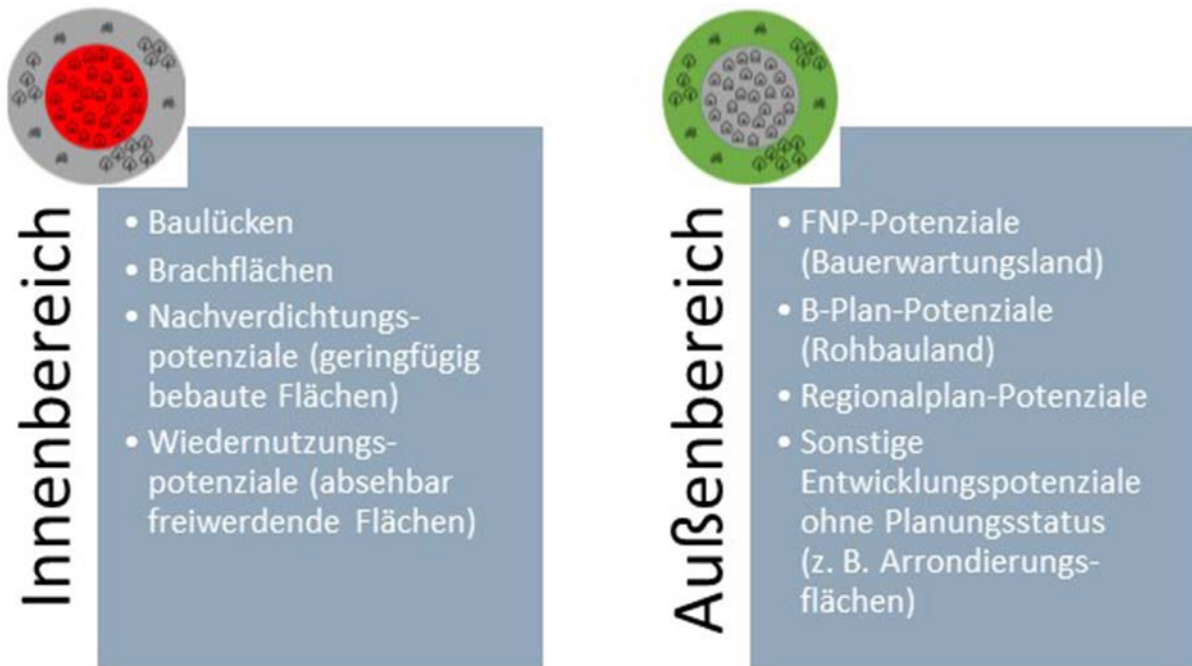 Innenbereich
• Baulücken
• Brachflächen
• Nachverdichtungs-
potenziale (geringfügig
bebaute Flächen)
• Wiedernutzungs-
potenziale (absehbar
freiwerdende Flächen)
Außenbereich
• FNP-Potenziale
(Bauerwartungsland)
• B-Plan-Potenziale
(Rohbauland)
• Regionalplan-Potenziale
• Sonstige
Entwicklungspotenziale
ohne Planungsstatus
(z. B. Arrondierungs-
flächen)